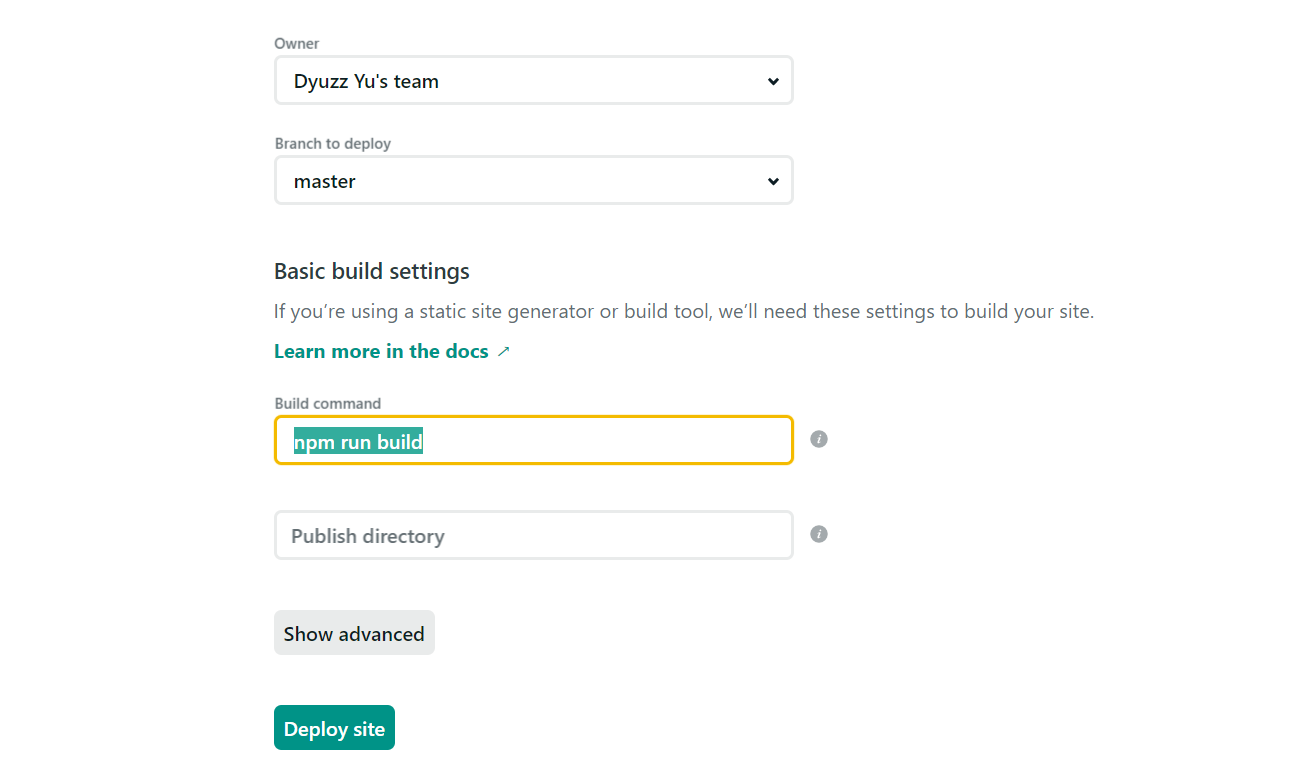 Owner
Dyuzz Yu's team
Branch to deploy
master
Basic build settings
If you’re using a static site generator or build tool, we’ll need these settings to build your site.
Learn more in the docs ↗
Build command
npm run build
i
Publish directory
i
Show advanced
Deploy site